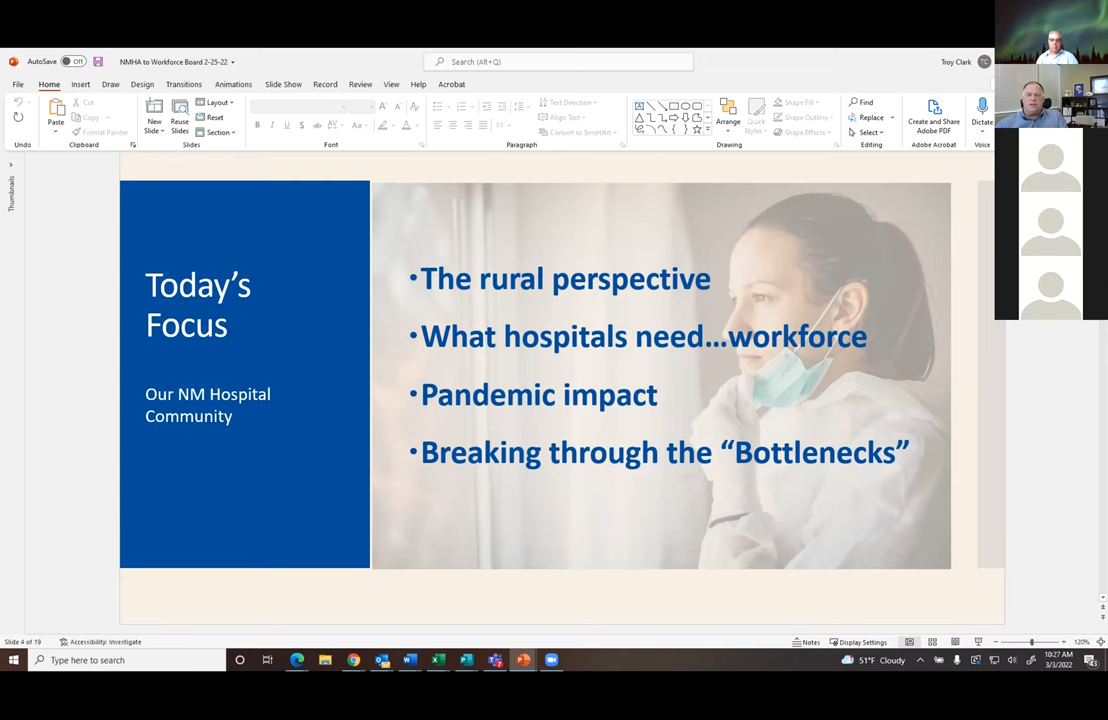 AutoSave Off
NMHA to Workforce Board 2-25-22
Search (Alt+Q)
Troy Clark
TC
File Home Insert Draw Design Transitions Animations Slide Show Record Review View Help Acrobat
Undo
Paste
Cut
Copy
Format Painter
Clipboard
New Slide
Reuse Slides
Layout
Reset
Section
Slides
B I U S ab AV Aa A
Font
Text Direction
Align Text
Convert to SmartArt
Paragraph
Arrange
Quick Styles
Shape Fill
Shape Outline
Shape Effects
Drawing
Find
Replace
Select
Editing
Create and Share Adobe PDF
Adobe Acrobat
Dictate
Voice
Thumbnails
Today’s
Focus
Our NM Hospital
Community
•The rural perspective
•What hospitals need...workforce
•Pandemic impact
•Breaking through the “Bottlenecks”
Slide 4 of 19 Accessibility: Investigate
Notes Display Settings 120%
Type here to search
51°F Cloudy
10:27 AM
3/3/2022
43